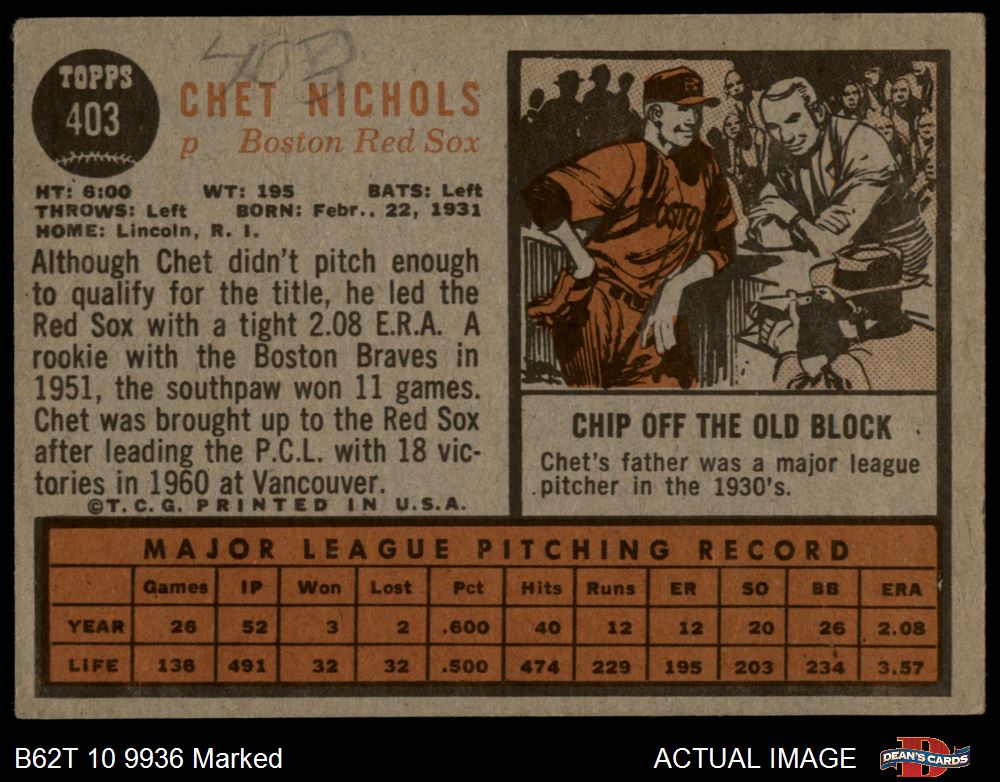 403
TOPPS
403
CHET NICHOLS
p Boston Red Sox
HT: 6:00 WT: 195 BATS: Left
THROWS: Left BORN: Febr.. 22, 1931
HOME: Lincoln, R. I.
Although Chet didn't pitch enough
to qualify for the title, he led the
Red Sox with a tight 2.08 E.R.A. A
rookie with the Boston Braves in
1951, the southpaw won 11 games.
Chet was brought up to the Red Sox
after leading the P.C.L. with 18 vic-
tories in 1960 at Vancouver.
©T.C.G. PRINTED IN U.S.A.
B
BOSTO
CHIP OFF THE OLD BLOCK
Chet's father was a major league
pitcher in the 1930's.
MAJOR LEAGUE PITCHING RECORD
Games IP Won Lost Pct Hits Runs ER SO BB ERA
YEAR 26 52 3 2 .600 40 12 12 20 26 2.08
LIFE 136 491 32 32 .500 474 229 195 203 234 3.57
B62T 10 9936 Marked
ACTUAL IMAGE
D
DEAN'S CARDS